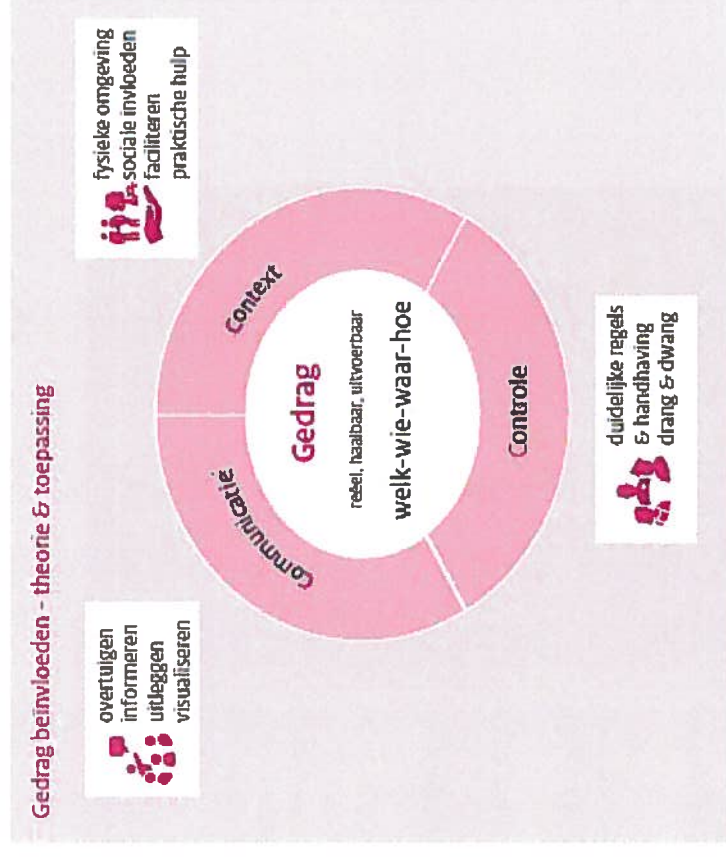 Gedrag beïnvloeden - theorie & toepassing
overtuigen
informeren
uitleggen
visualiseren
fysieke omgeving
sociale invloeden
faciliteren
praktische hulp
Communicatie
Context
Gedrag
reëel, haalbaar, uitvoerbaar
welk-wie-waar-hoe
Controle
duidelijke regels
& handhaving
drang & dwang